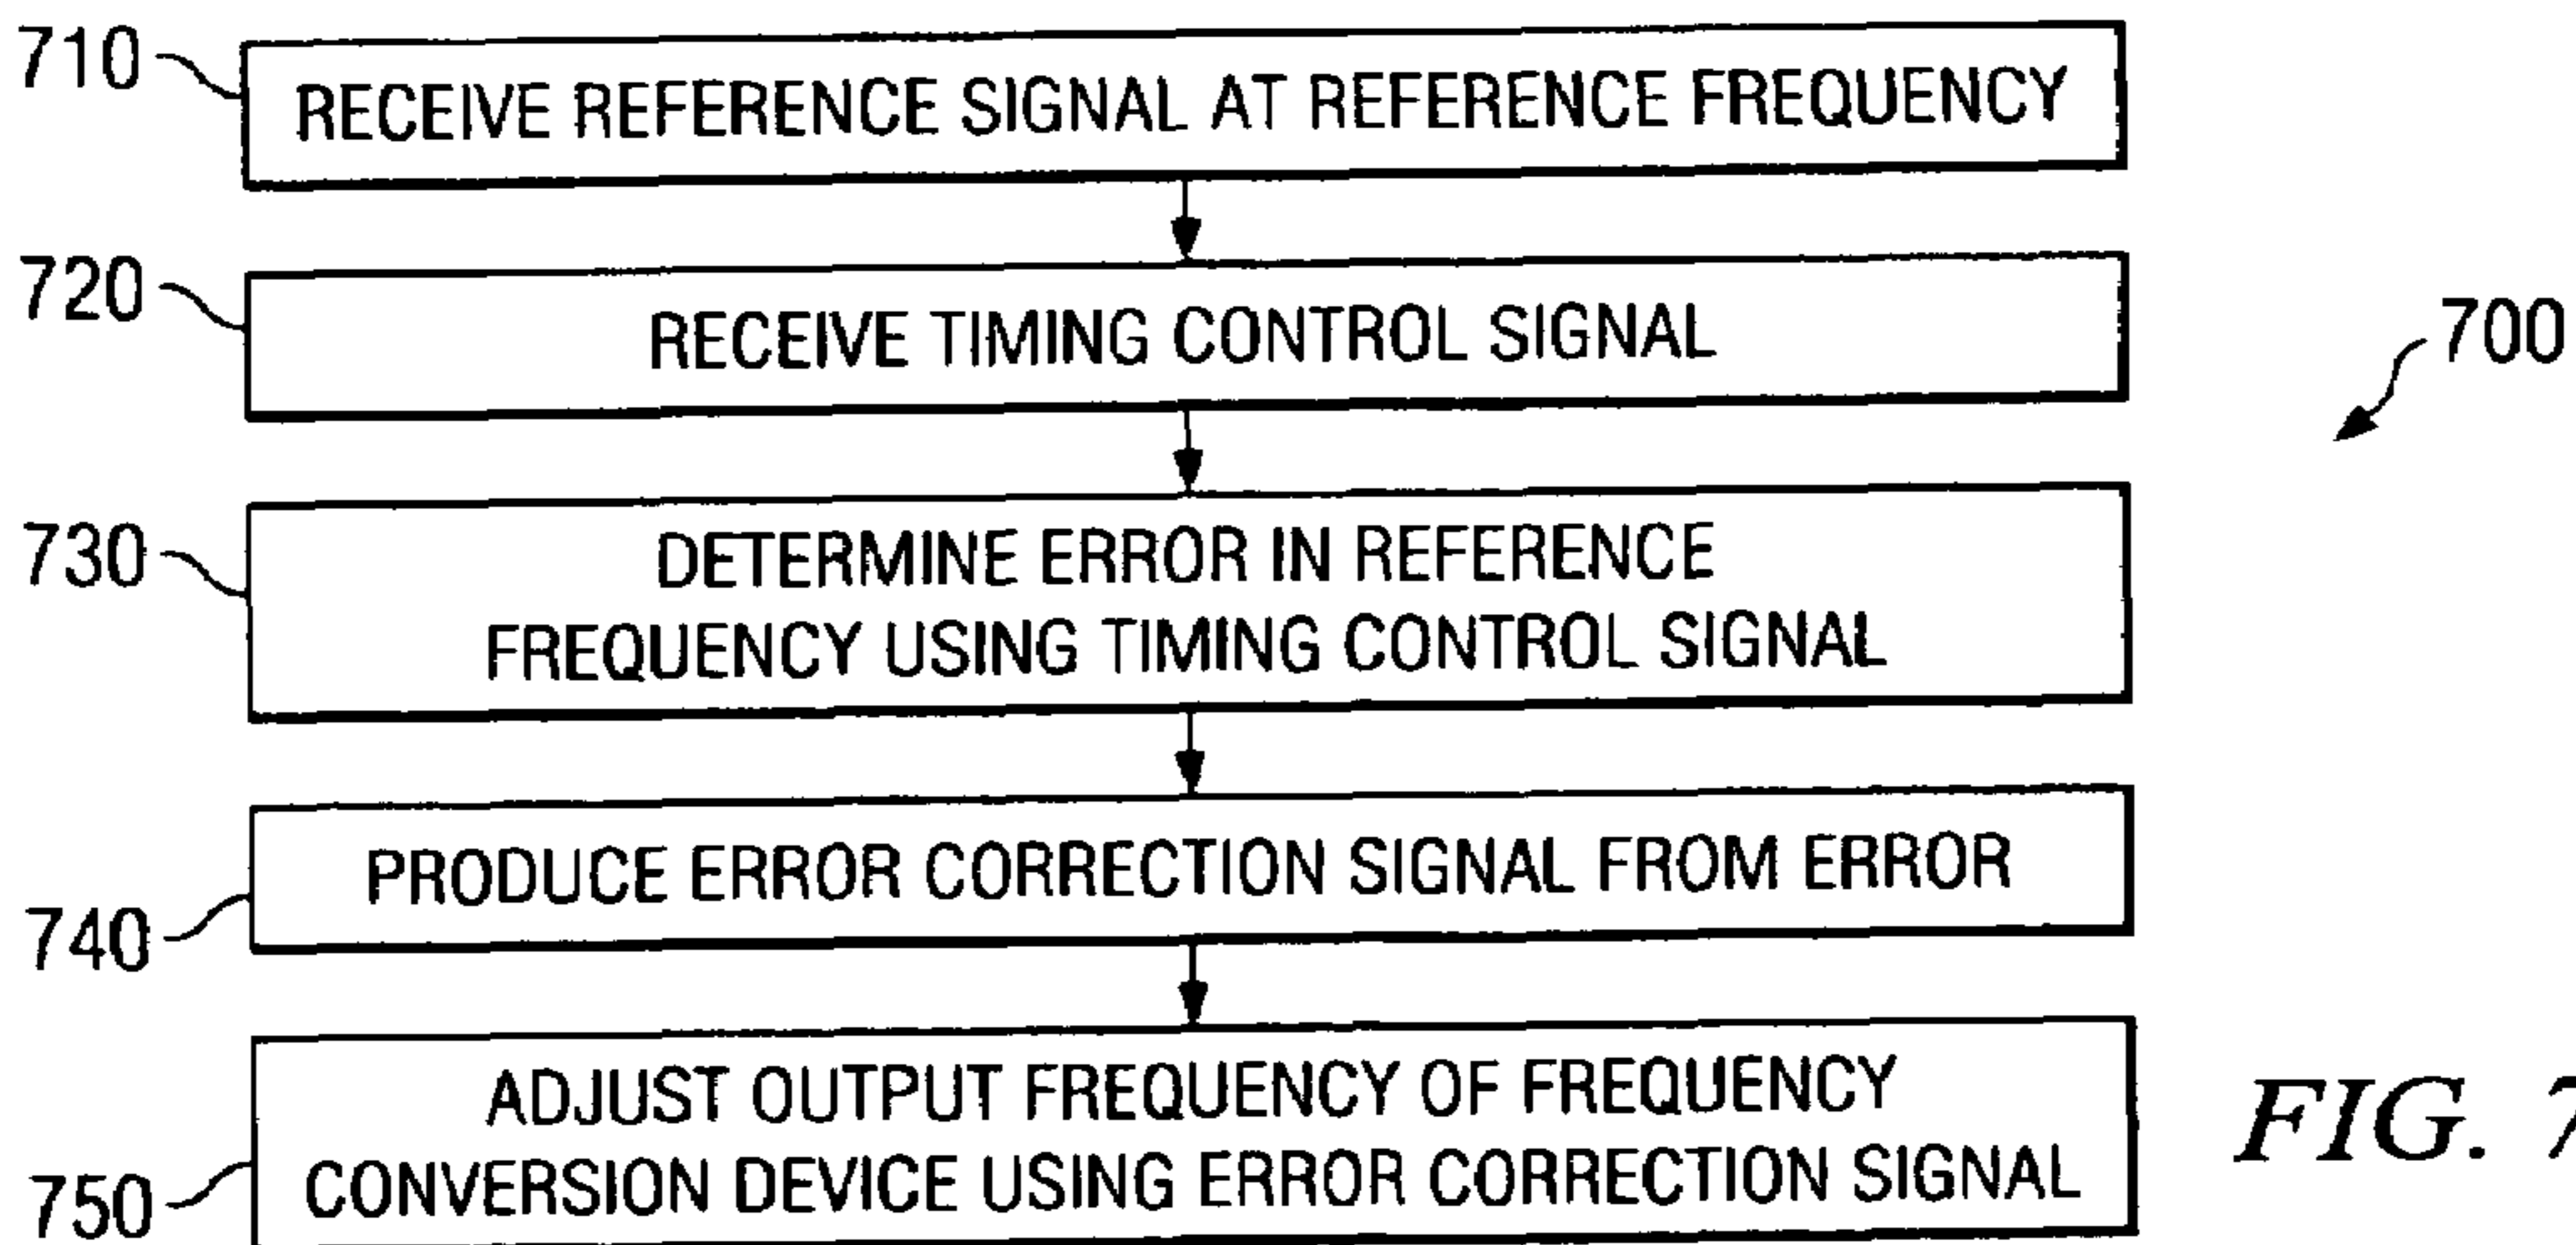 710
RECEIVE REFERENCE SIGNAL AT REFERENCE FREQUENCY
720
RECEIVE TIMING CONTROL SIGNAL
700
730
DETERMINE ERROR IN REFERENCE
FREQUENCY USING TIMING CONTROL SIGNAL
740
PRODUCE ERROR CORRECTION SIGNAL FROM ERROR
750
ADJUST OUTPUT FREQUENCY OF FREQUENCY
CONVERSION DEVICE USING ERROR CORRECTION SIGNAL
FIG. 7